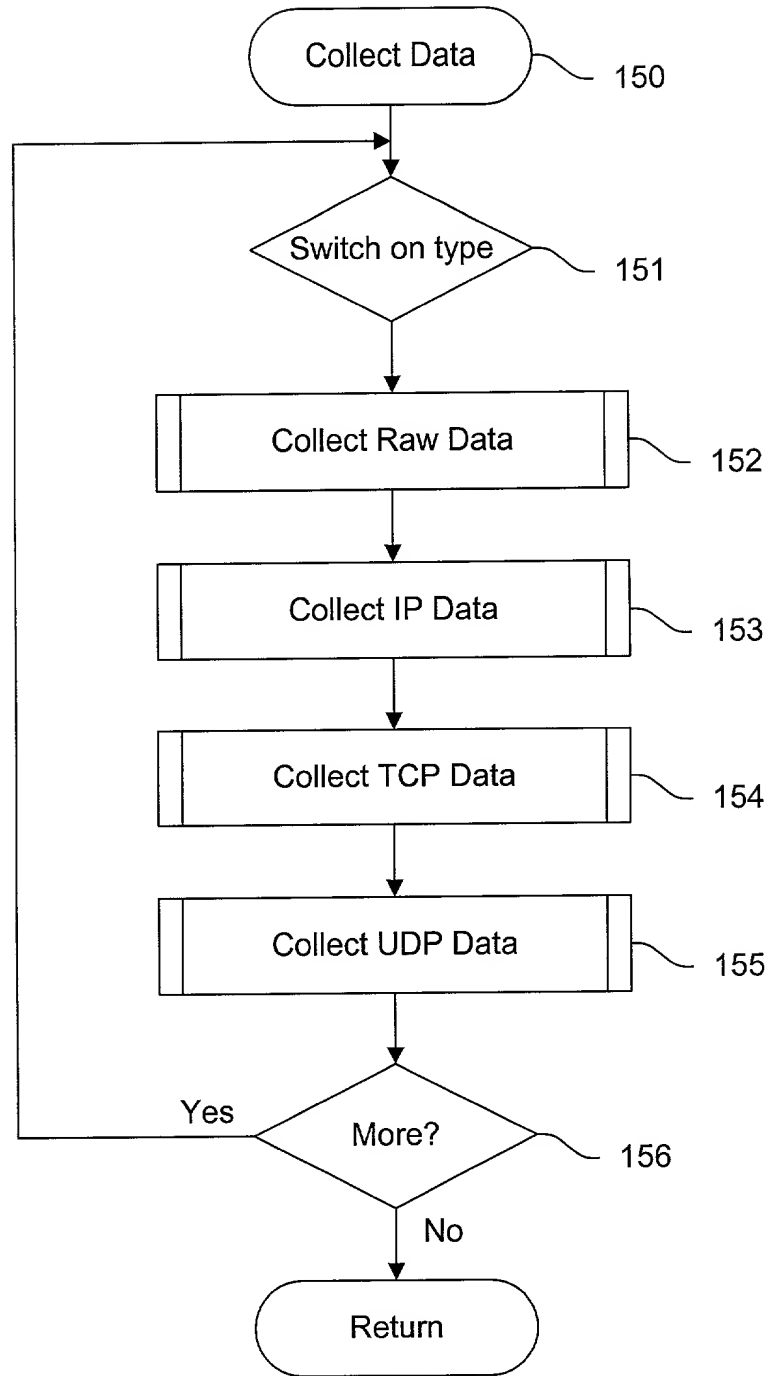 Collect Data
150
Switch on type
151
Collect Raw Data
152
Collect IP Data
153
Collect TCP Data
154
Collect UDP Data
155
Yes
More?
156
No
Return